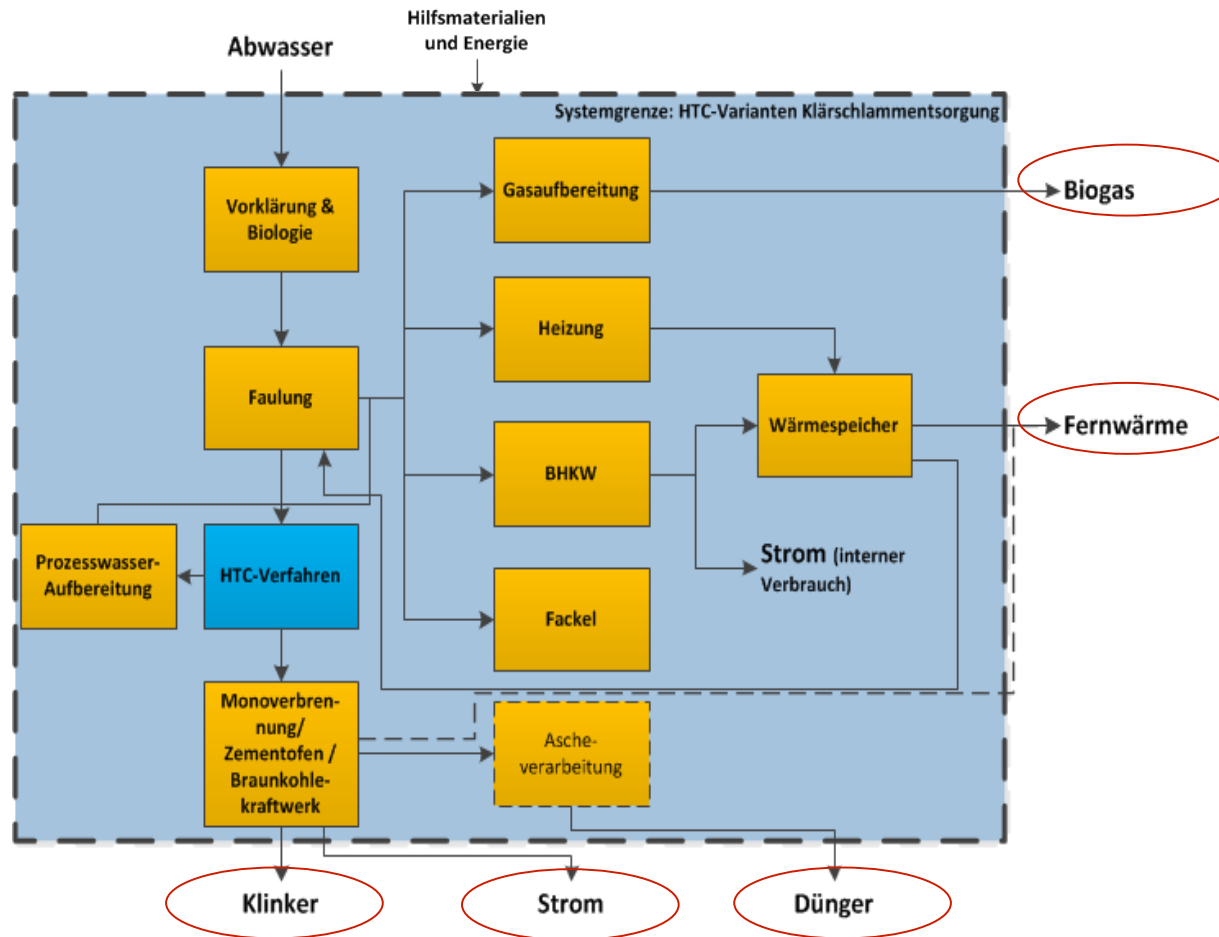 Hilfsmaterialien
und Energie
Abwasser
Systemgrenze: HTC-Varianten Klärschlammentsorgung
Vorklärung &
Biologie
Gasaufbereitung
Biogas
Heizung
Faulung
Wärmespeicher
Fernwärme
BHKW
Prozesswasser-
Aufbereitung
HTC-Verfahren
Strom (interner
Verbrauch)
Fackel
Monoverbren-
nung/
Zementofen /
Braunkohle-
kraftwerk
Asche-
verarbeitung
Klinker
Strom
Dünger